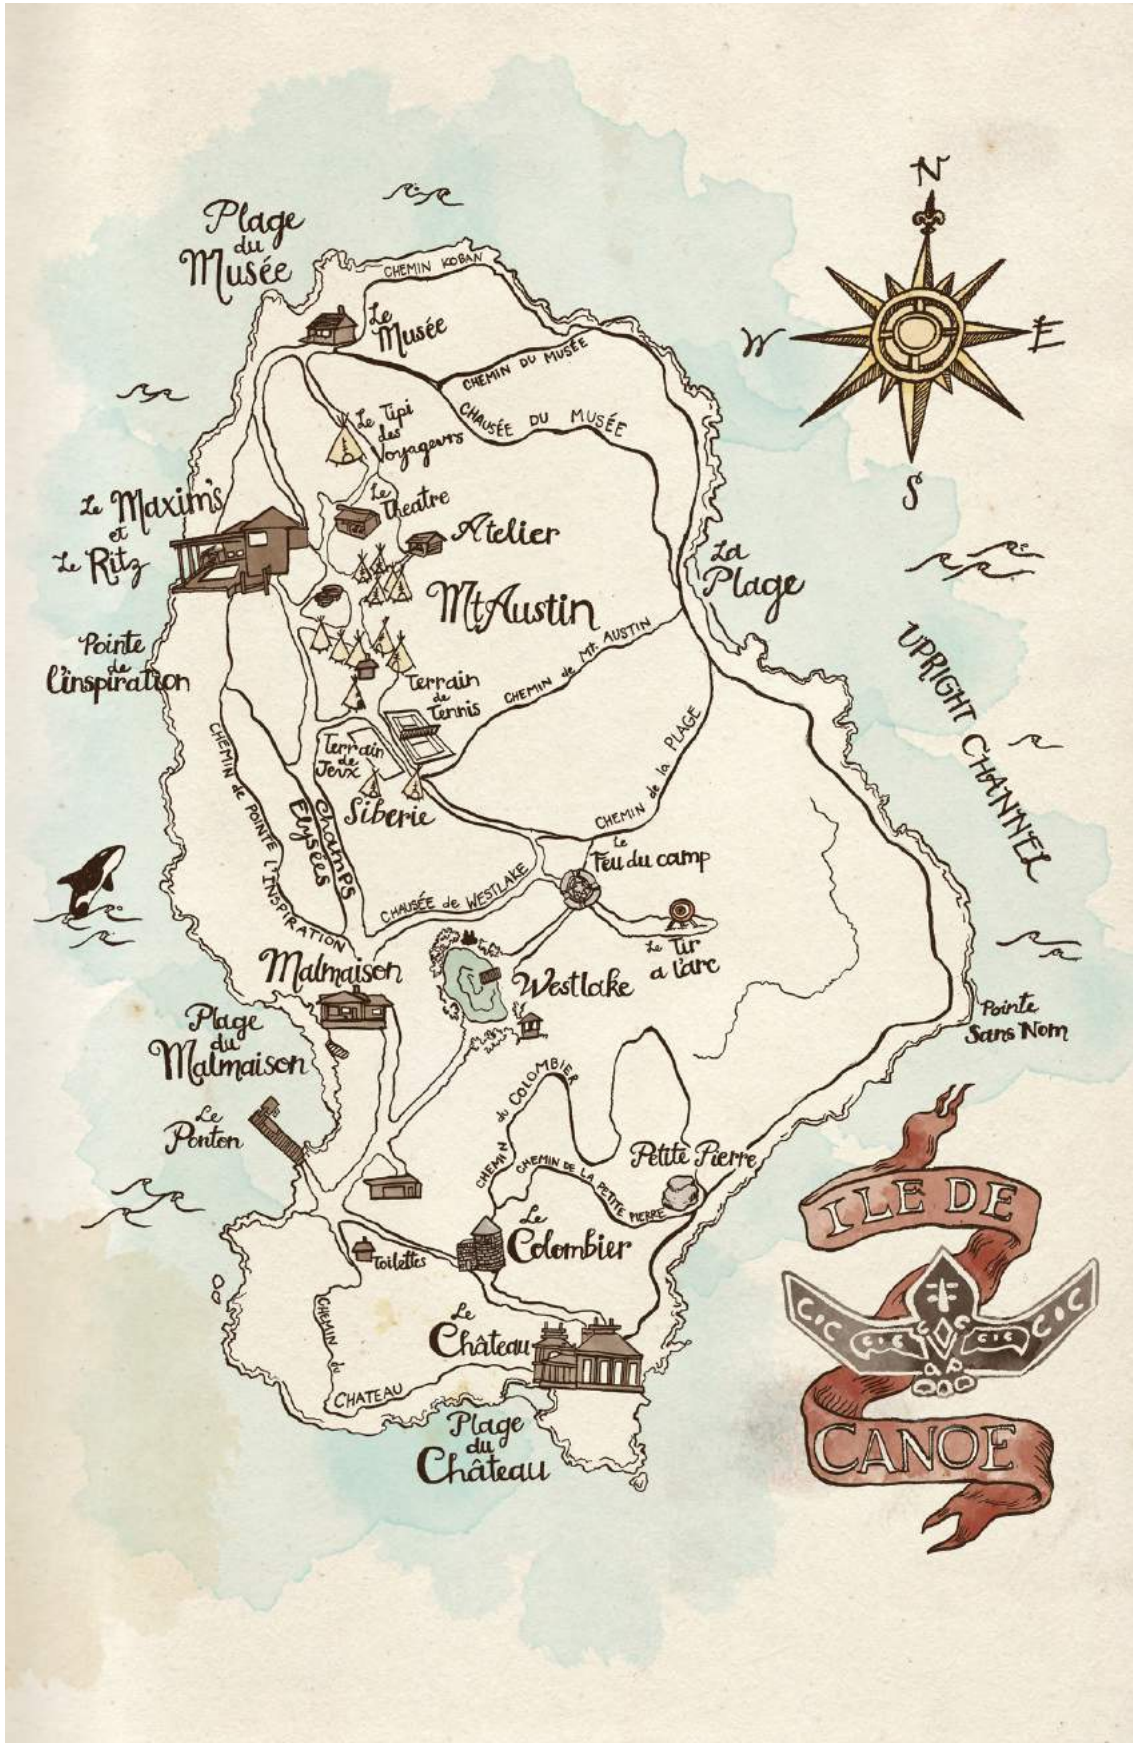 N
W
E
S
Plage
du
Musée
CHEMIN KOBAN
Le
Musée
CHEMIN DU MUSÉE
CHAUSÉE DU MUSÉE
Le Tipi
des
Voyageurs
Le Maxim's
et
Le Ritz
Le
Theatre
Atelier
Mt Austin
La
Plage
Pointe
de
l'inspiration
Terrain
de
Tennis
CHEMIN de Mt. AUSTIN
UPRIGHT CHANNEL
Terrain
de
Jeux
Siberie
CHEMIN de POINTE l'INSPIRATION
Champs
Elysées
CHEMIN de la PLAGE
Le
Feu du camp
CHAUSÉE de WESTLAKE
Le Tir
a l'arc
Malmaison
Westlake
Plage
du
Malmaison
Pointe
Sans Nom
Le
Ponton
CHEMIN du COLOMBIER
CHEMIN DE LA PETITE PIERRE
Petite Pierre
Le
Colombier
Toilettes
CHEMIN du CHATEAU
Le
Château
Plage
du
Château
ILE DE
CANOE